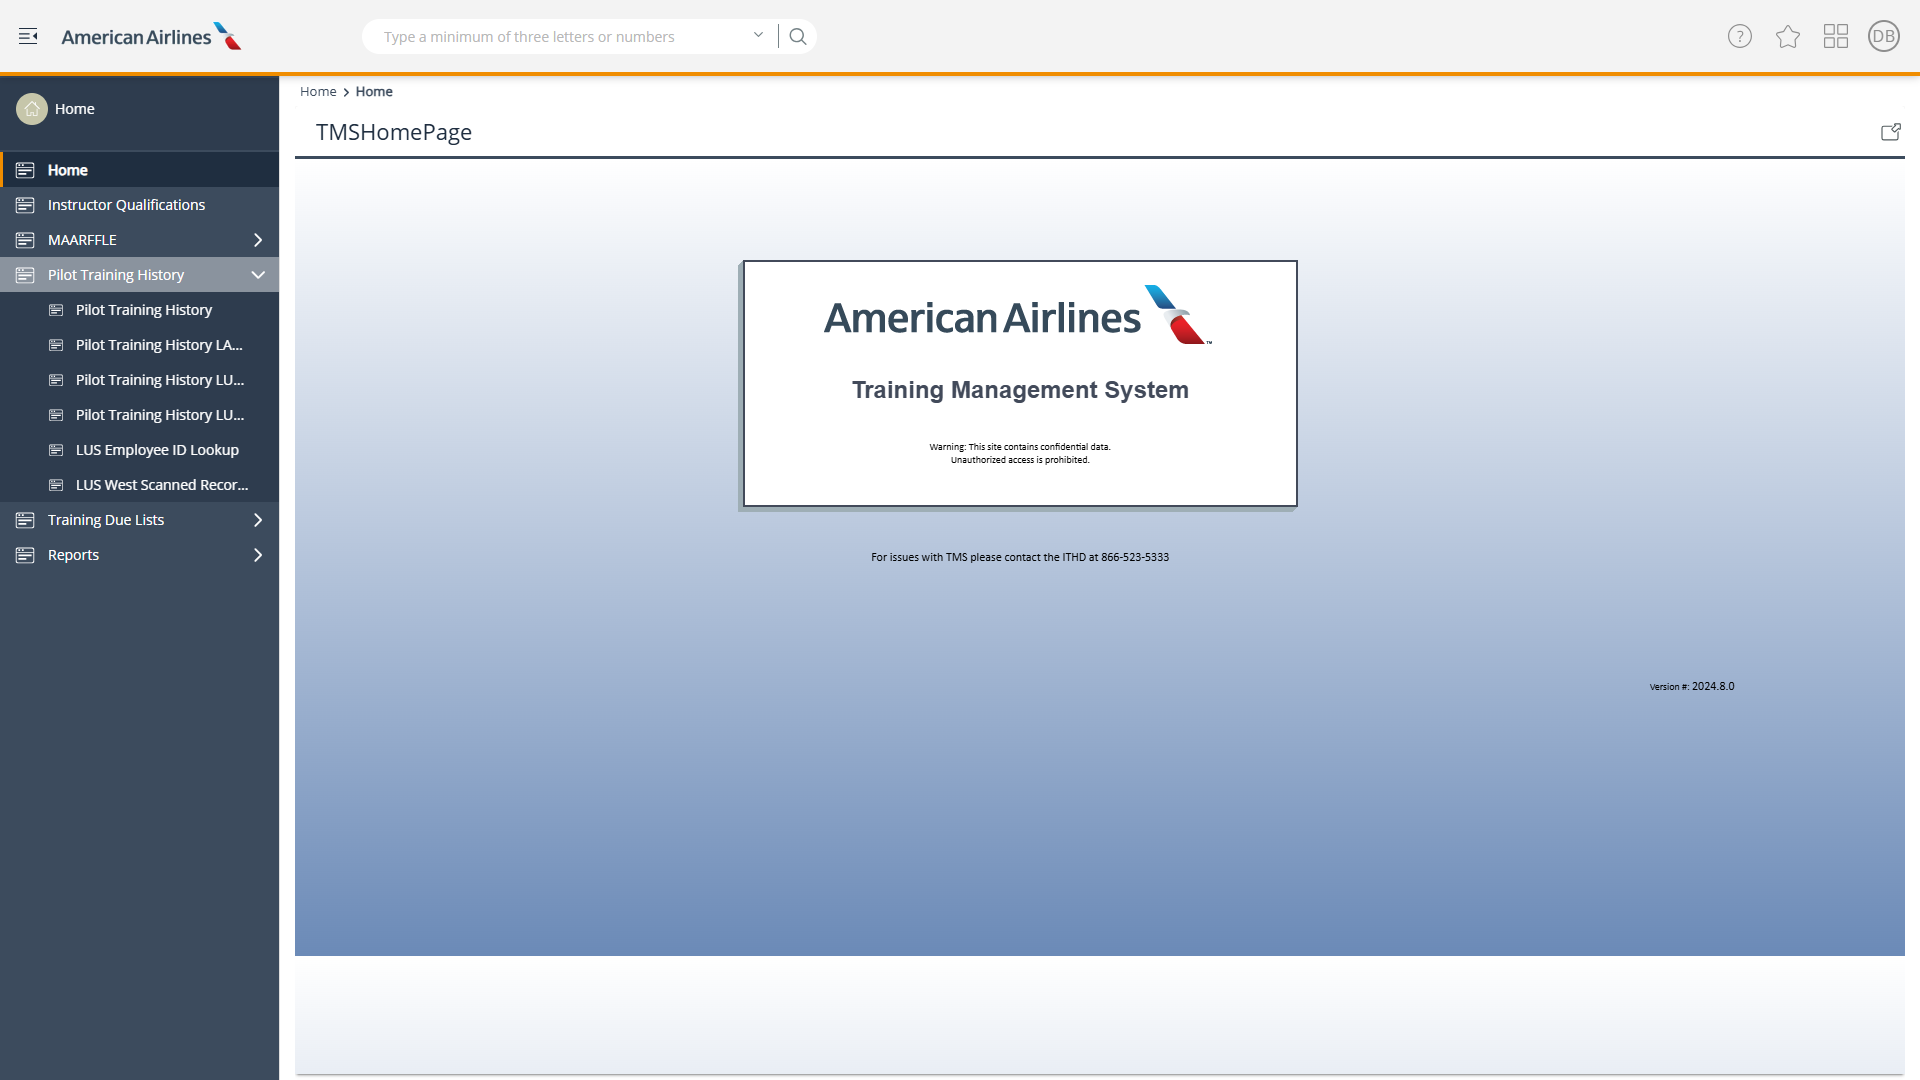 American Airlines
Type a minimum of three letters or numbers
?
DB
Home
Home
Instructor Qualifications
MAARFFLE
Pilot Training History
Pilot Training History
Pilot Training History LA...
Pilot Training History LU...
Pilot Training History LU...
LUS Employee ID Lookup
LUS West Scanned Recor...
Training Due Lists
Reports
Home > Home
TMSHomePage
American Airlines ™
Training Management System
Warning: This site contains confidential data.
Unauthorized access is prohibited.
For issues with TMS please contact the ITHD at 866-523-5333
Version #: 2024.8.0